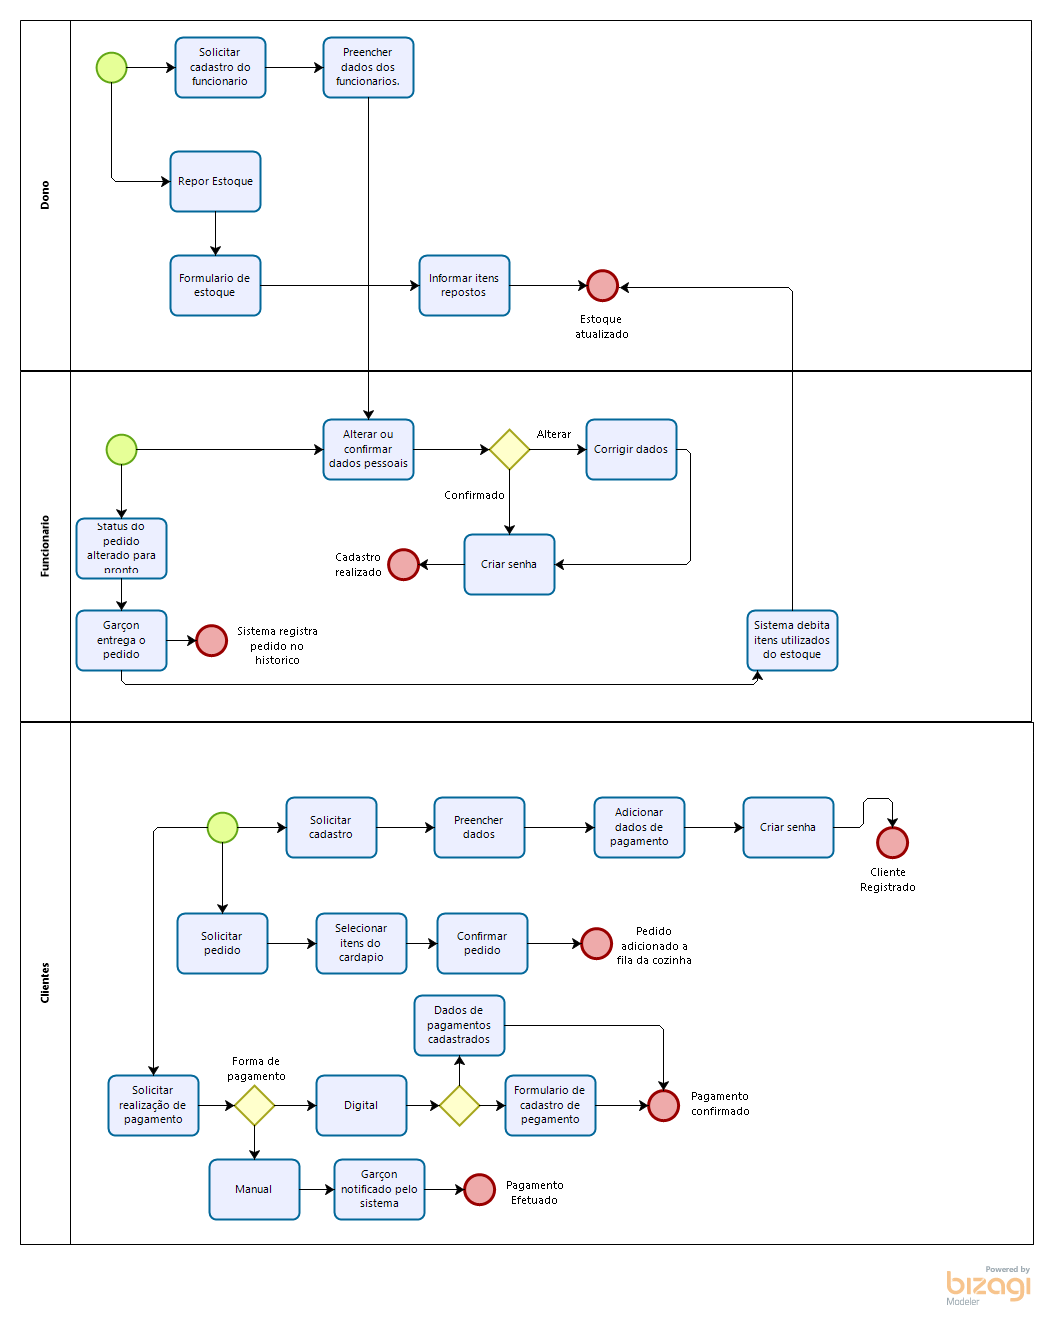 Dono
Solicitar
cadastro do
funcionario
Preencher
dados dos
funcionarios.
Repor Estoque
Formulario de
estoque
Informar itens
repostos
Estoque
atualizado
Funcionario
Alterar ou
confirmar
dados pessoais
Alterar
Corrigir dados
Confirmado
Criar senha
Cadastro
realizado
Status do
pedido
alterado para
pronto
Garçon
entrega o
pedido
Sistema registra
pedido no
historico
Sistema debita
itens utilizados
do estoque
Clientes
Solicitar
cadastro
Preencher
dados
Adicionar
dados de
pagamento
Criar senha
Cliente
Registrado
Solicitar
pedido
Selecionar
itens do
cardapio
Confirmar
pedido
Pedido
adicionado a
fila da cozinha
Dados de
pagamentos
cadastrados
Solicitar
realização de
pagamento
Forma de
pagamento
Digital
Formulario de
cadastro de
pegamento
Pagamento
confirmado
Manual
Garçon
notificado pelo
sistema
Pagamento
Efetuado
Powered by
bizagi
Modeler